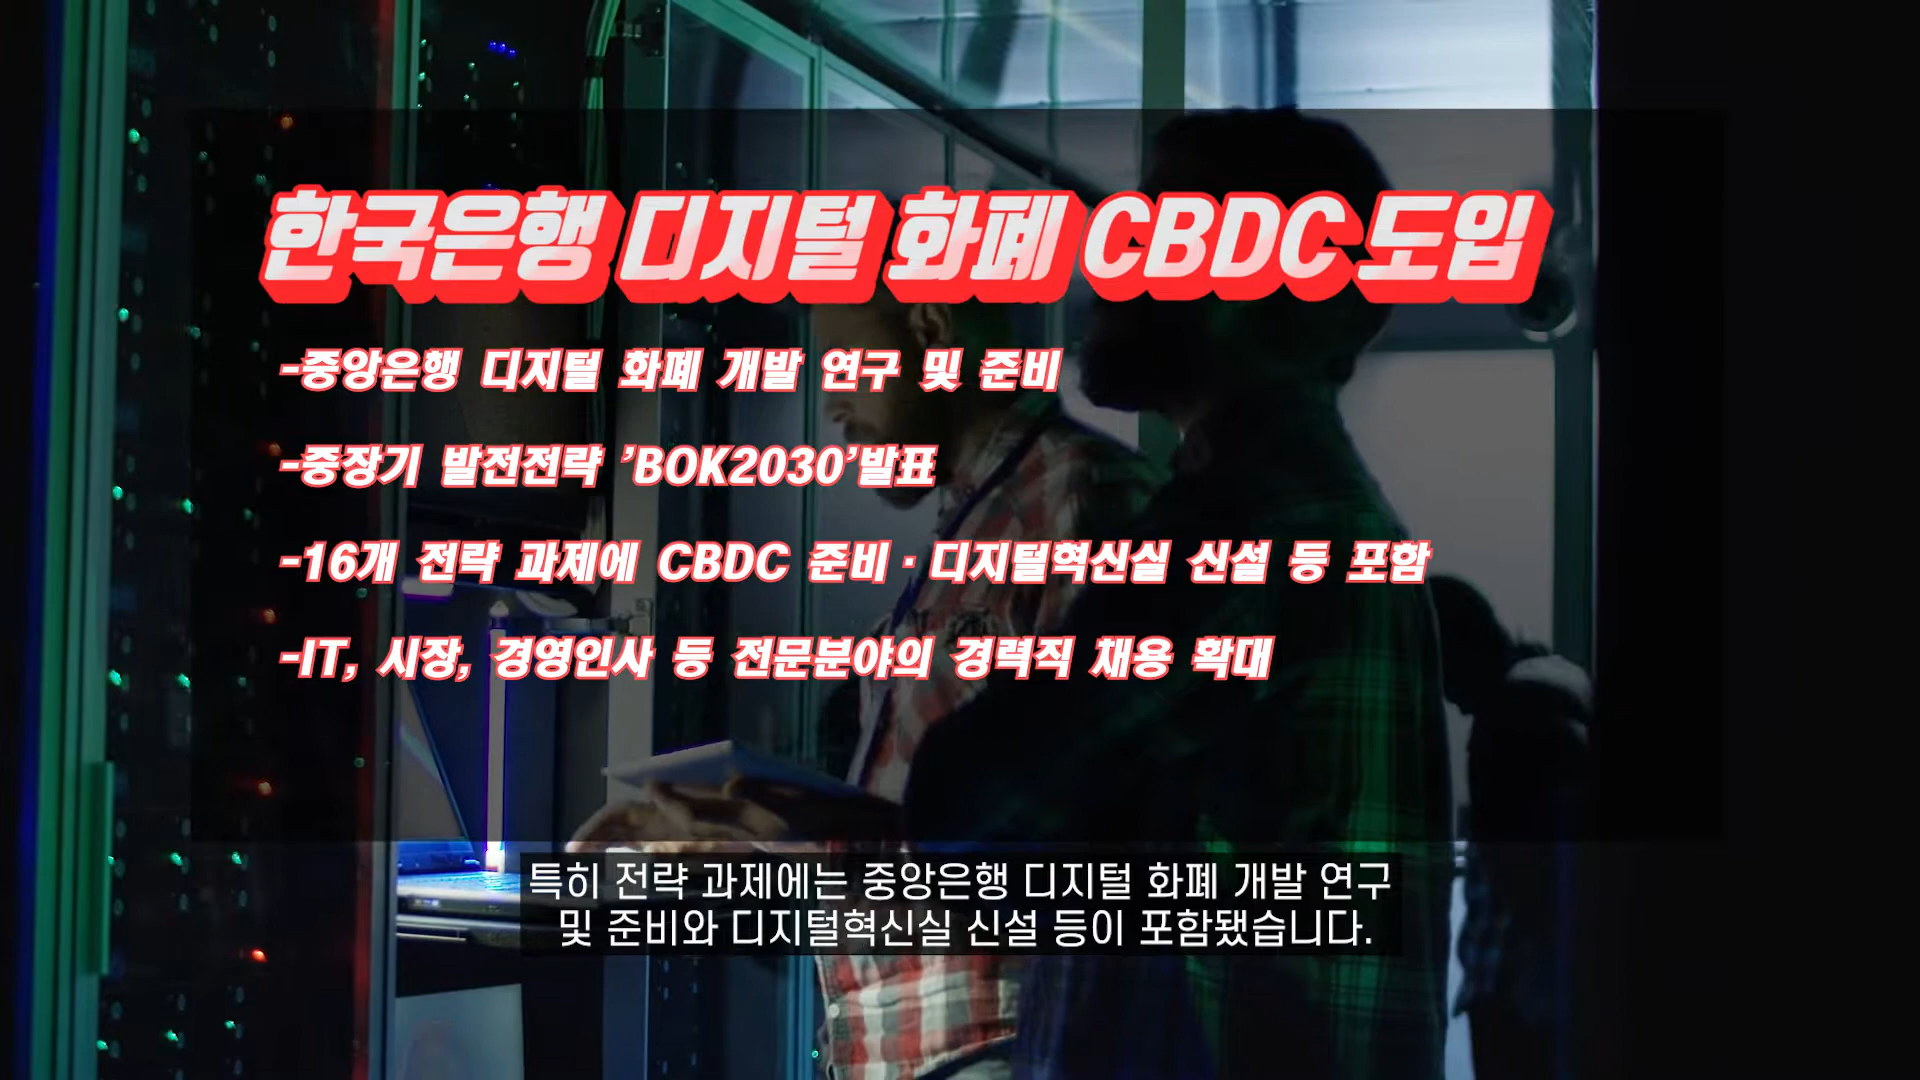 한국은행 디지털 화폐 CBDC 도입
-중앙은행 디지털 화폐 개발 연구 및 준비
-중장기 발전전략 'BOK2030'발표
-16개 전략 과제에 CBDC 준비·디지털혁신실 신설 등 포함
-IT, 시장, 경영인사 등 전문분야의 경력직 채용 확대
특히 전략 과제에는 중앙은행 디지털 화폐 개발 연구
및 준비와 디지털혁신실 신설 등이 포함됐습니다.